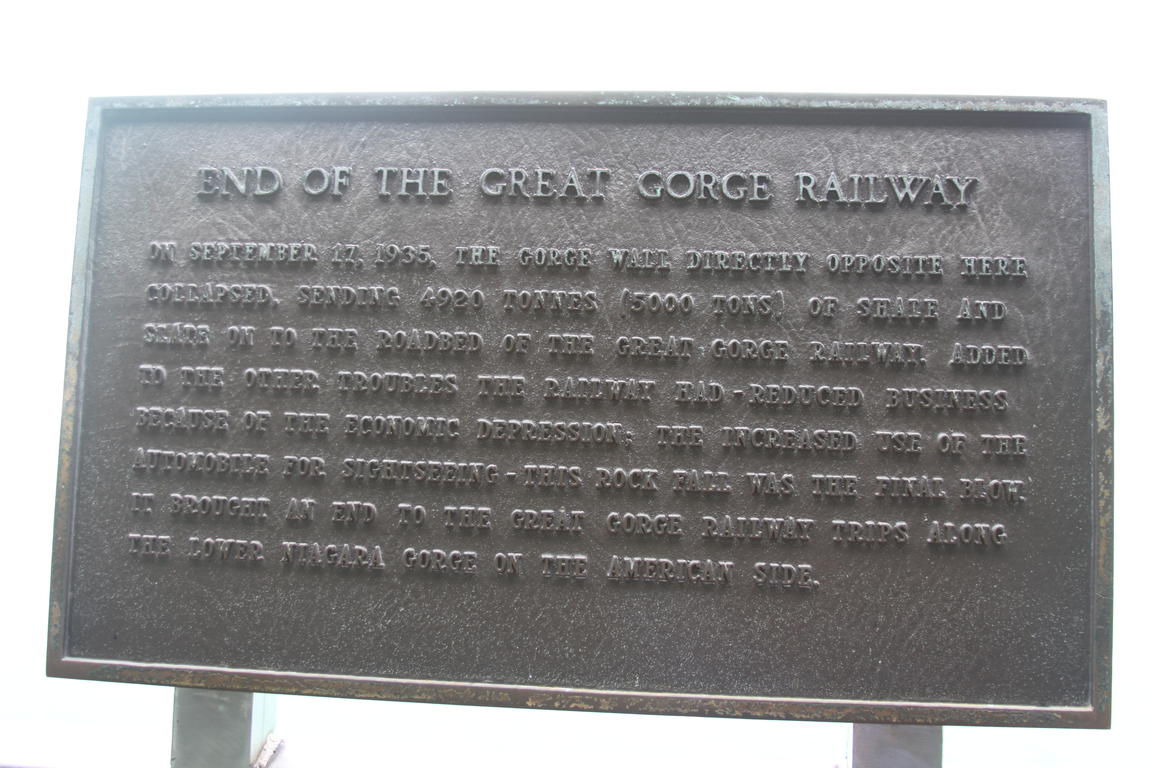 END OF THE GREAT GORGE RAILWAY
ON SEPTEMBER 17, 1935, THE GORGE WALL DIRECTLY OPPOSITE HERE
COLLAPSED, SENDING 4920 TONNES (5000 TONS) OF SHALE AND
SLATE ON TO THE ROADBED OF THE GREAT GORGE RAILWAY. ADDED
TO THE OTHER TROUBLES THE RAILWAY HAD - REDUCED BUSINESS
BECAUSE OF THE ECONOMIC DEPRESSION; THE INCREASED USE OF THE
AUTOMOBILE FOR SIGHTSEEING - THIS ROCK FALL WAS THE FINAL BLOW.
IT BROUGHT AN END TO THE GREAT GORGE RAILWAY TRIPS ALONG
THE LOWER NIAGARA GORGE ON THE AMERICAN SIDE.